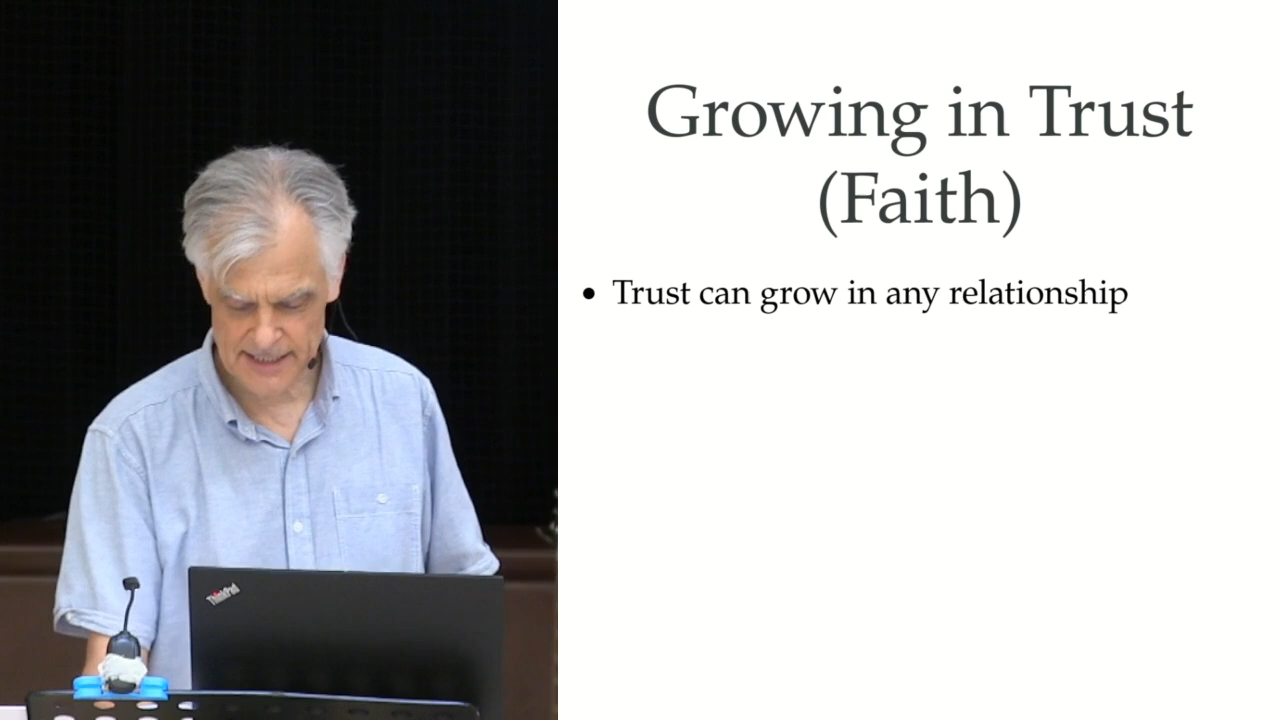 Growing in Trust
(Faith)
• Trust can grow in any relationship
ThinkPad